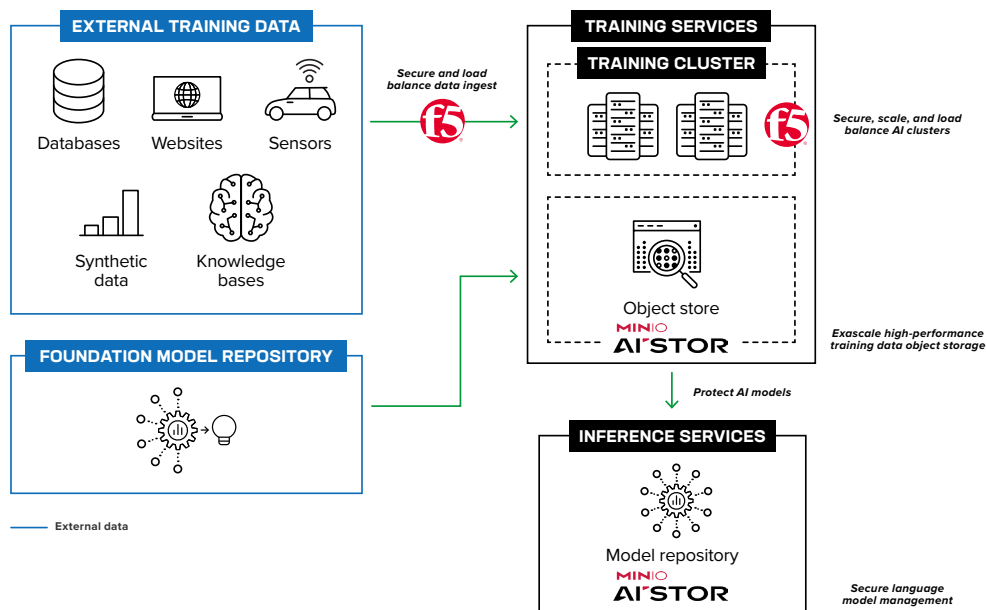 EXTERNAL TRAINING DATA
Databases
Websites
Sensors
Synthetic
data
Knowledge
bases
Secure and load
balance data ingest
f5
TRAINING SERVICES
TRAINING CLUSTER
f5
Secure, scale, and load
balance AI clusters
Object store
MINIO
AISTOR
Exascale high-performance
training data object storage
FOUNDATION MODEL REPOSITORY
Protect AI models
INFERENCE SERVICES
Model repository
MINIO
AISTOR
Secure language
model management
External data